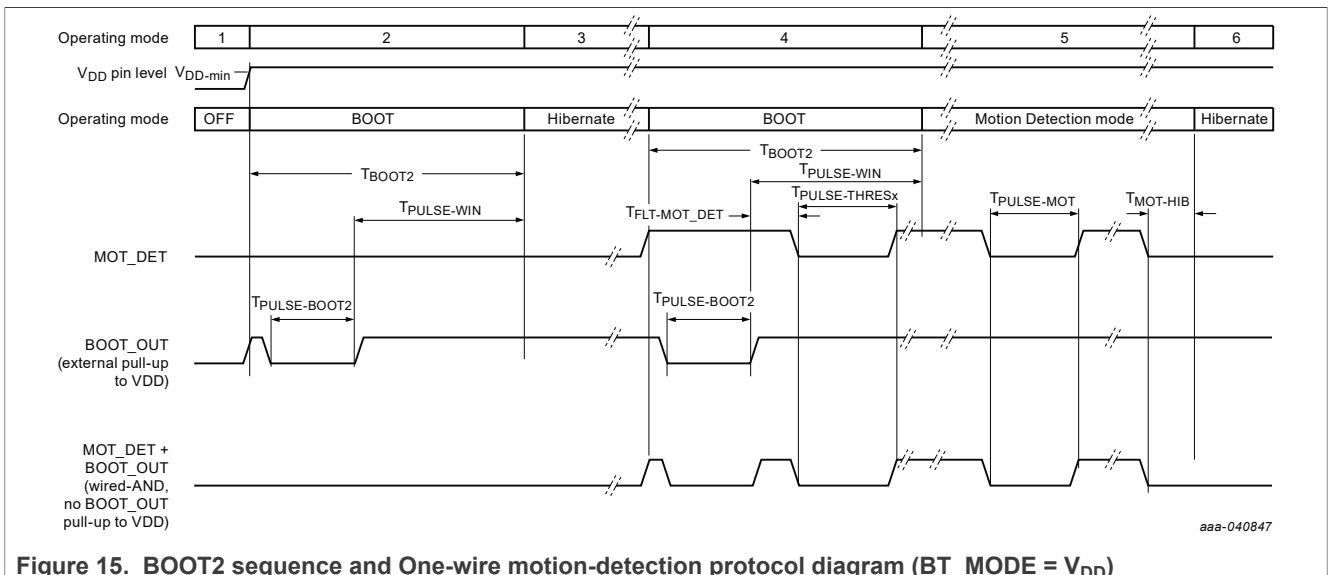 Operating mode 1 2 3 4 5 6
VDD pin level VDD-min
Operating mode OFF BOOT Hibernate BOOT Motion Detection mode Hibernate
TBOOT2
TPULSE-WIN
TBOOT2
TPULSE-WIN
TFLT-MOT_DET
TPULSE-THRESx
TPULSE-MOT
TMOT-HIB
MOT_DET
TPULSE-BOOT2
TPULSE-BOOT2
BOOT_OUT
(external pull-up
to VDD)
MOT_DET +
BOOT_OUT
(wired-AND,
no BOOT_OUT
pull-up to VDD)
aaa-040847
Figure 15. BOOT2 sequence and One-wire motion-detection protocol diagram (BT_MODE = VDD)